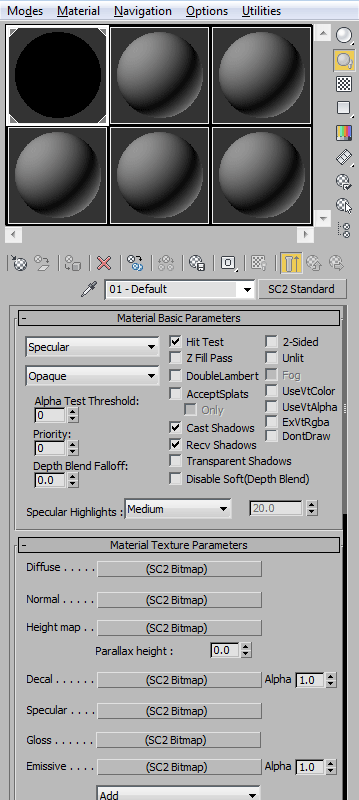 Modes Material Navigation Options Utilities
01 - Default SC2 Standard
- Material Basic Parameters
Specular
Opaque
Alpha Test Threshold:
0
Priority:
0
Depth Blend Falloff:
0.0
Hit Test
Z Fill Pass
DoubleLambert
AcceptSplats
Only
Cast Shadows
Recv Shadows
Transparent Shadows
Disable Soft(Depth Blend)
2-Sided
Unlit
Fog
UseVtColor
UseVtAlpha
ExVtRgba
DontDraw
Specular Highlights : Medium 20.0
- Material Texture Parameters
Diffuse . . . . . (SC2 Bitmap)
Normal . . . . . (SC2 Bitmap)
Height map . . (SC2 Bitmap)
Parallax height : 0.0
Decal . . . . . . (SC2 Bitmap) Alpha 1.0
Specular . . . . (SC2 Bitmap)
Gloss . . . . . . (SC2 Bitmap)
Emissive . . . . (SC2 Bitmap) Alpha 1.0
Add